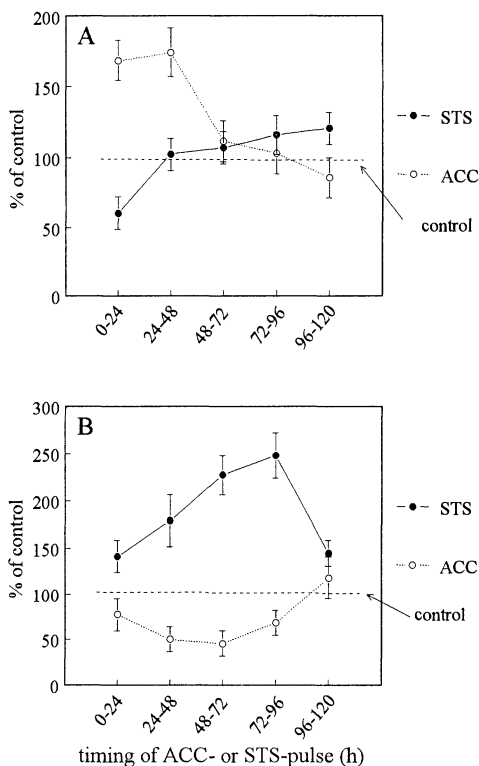 A
200
150
100
50
0
% of control
STS
ACC
control
0-24
24-48
48-72
72-96
96-120
B
300
250
200
150
100
50
0
% of control
STS
ACC
control
0-24
24-48
48-72
72-96
96-120
timing of ACC- or STS-pulse (h)